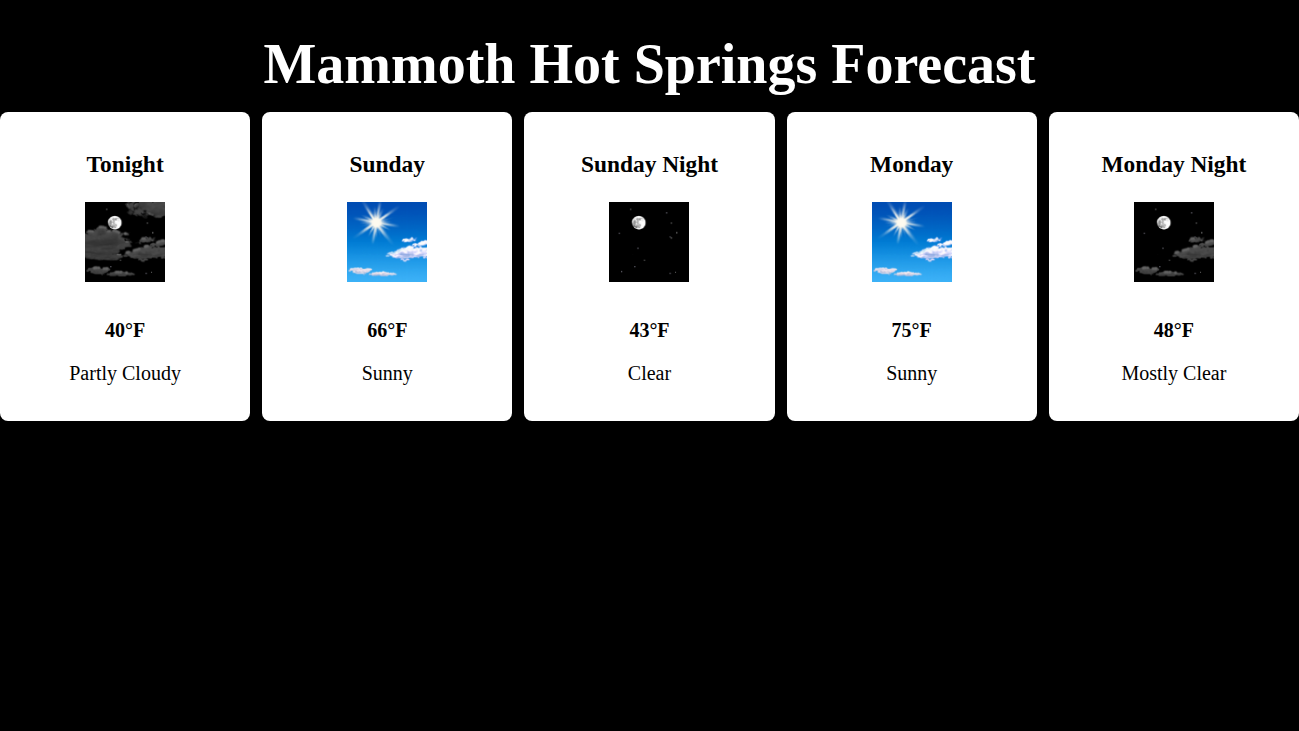 Mammoth Hot Springs Forecast
Tonight
40°F
Partly Cloudy
Sunday
66°F
Sunny
Sunday Night
43°F
Clear
Monday
75°F
Sunny
Monday Night
48°F
Mostly Clear